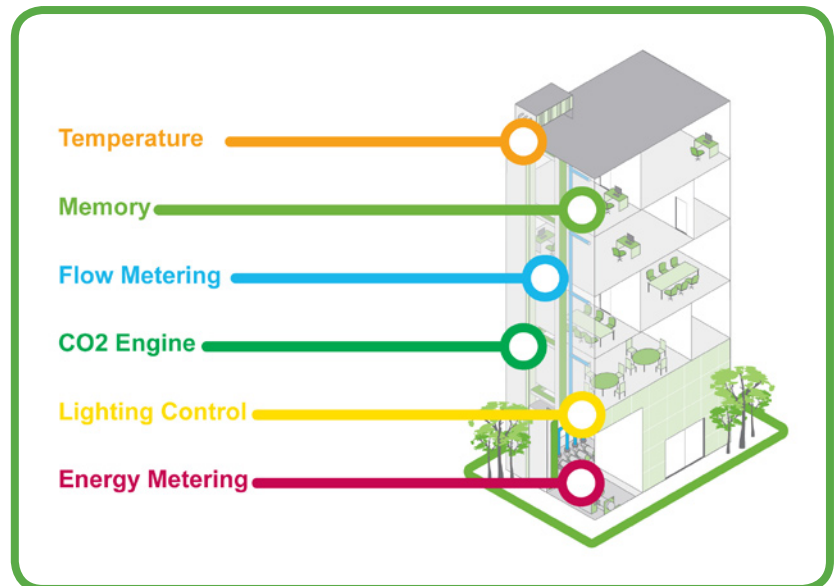 Temperature
Memory
Flow Metering
CO2 Engine
Lighting Control
Energy Metering